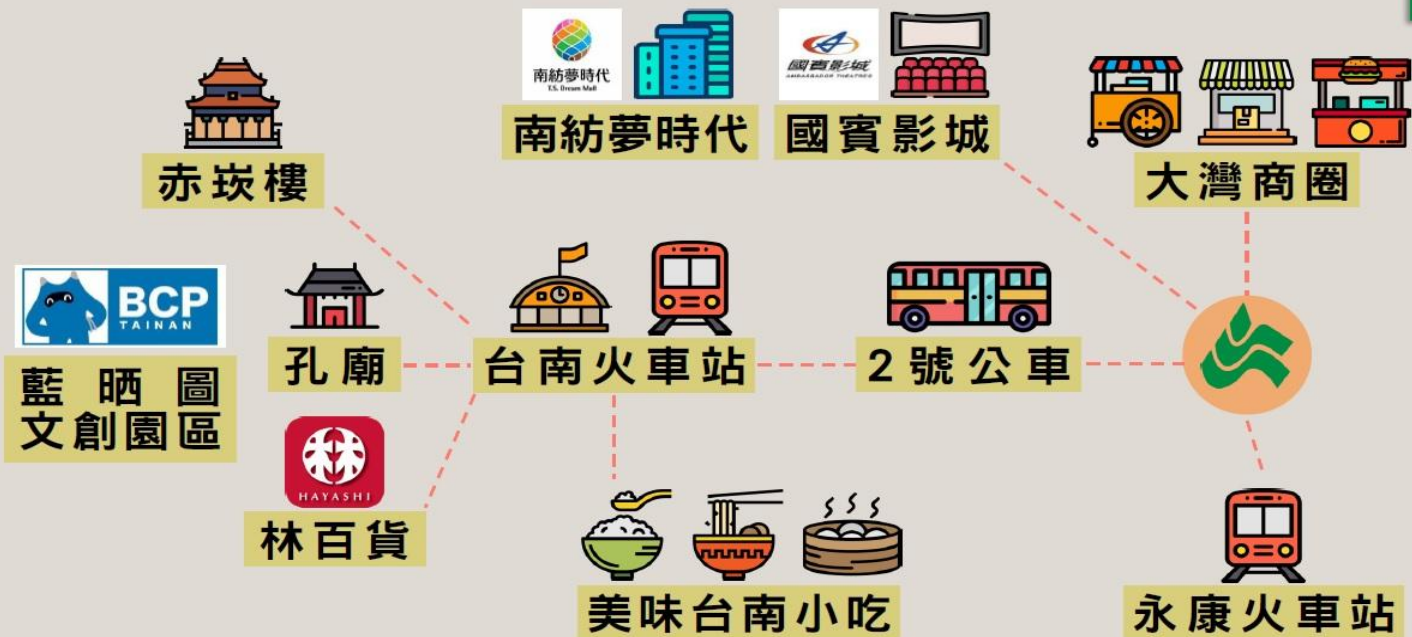 南紡夢時代
T.S. Dream Mall
國賓影城
AMBASSADOR THEATRES
南紡夢時代
國賓影城
大灣商圈
赤崁樓
BCP
TAINAN
藍晒圖
文創園區
孔廟
台南火車站
2號公車
HAYASHI
林百貨
美味台南小吃
永康火車站